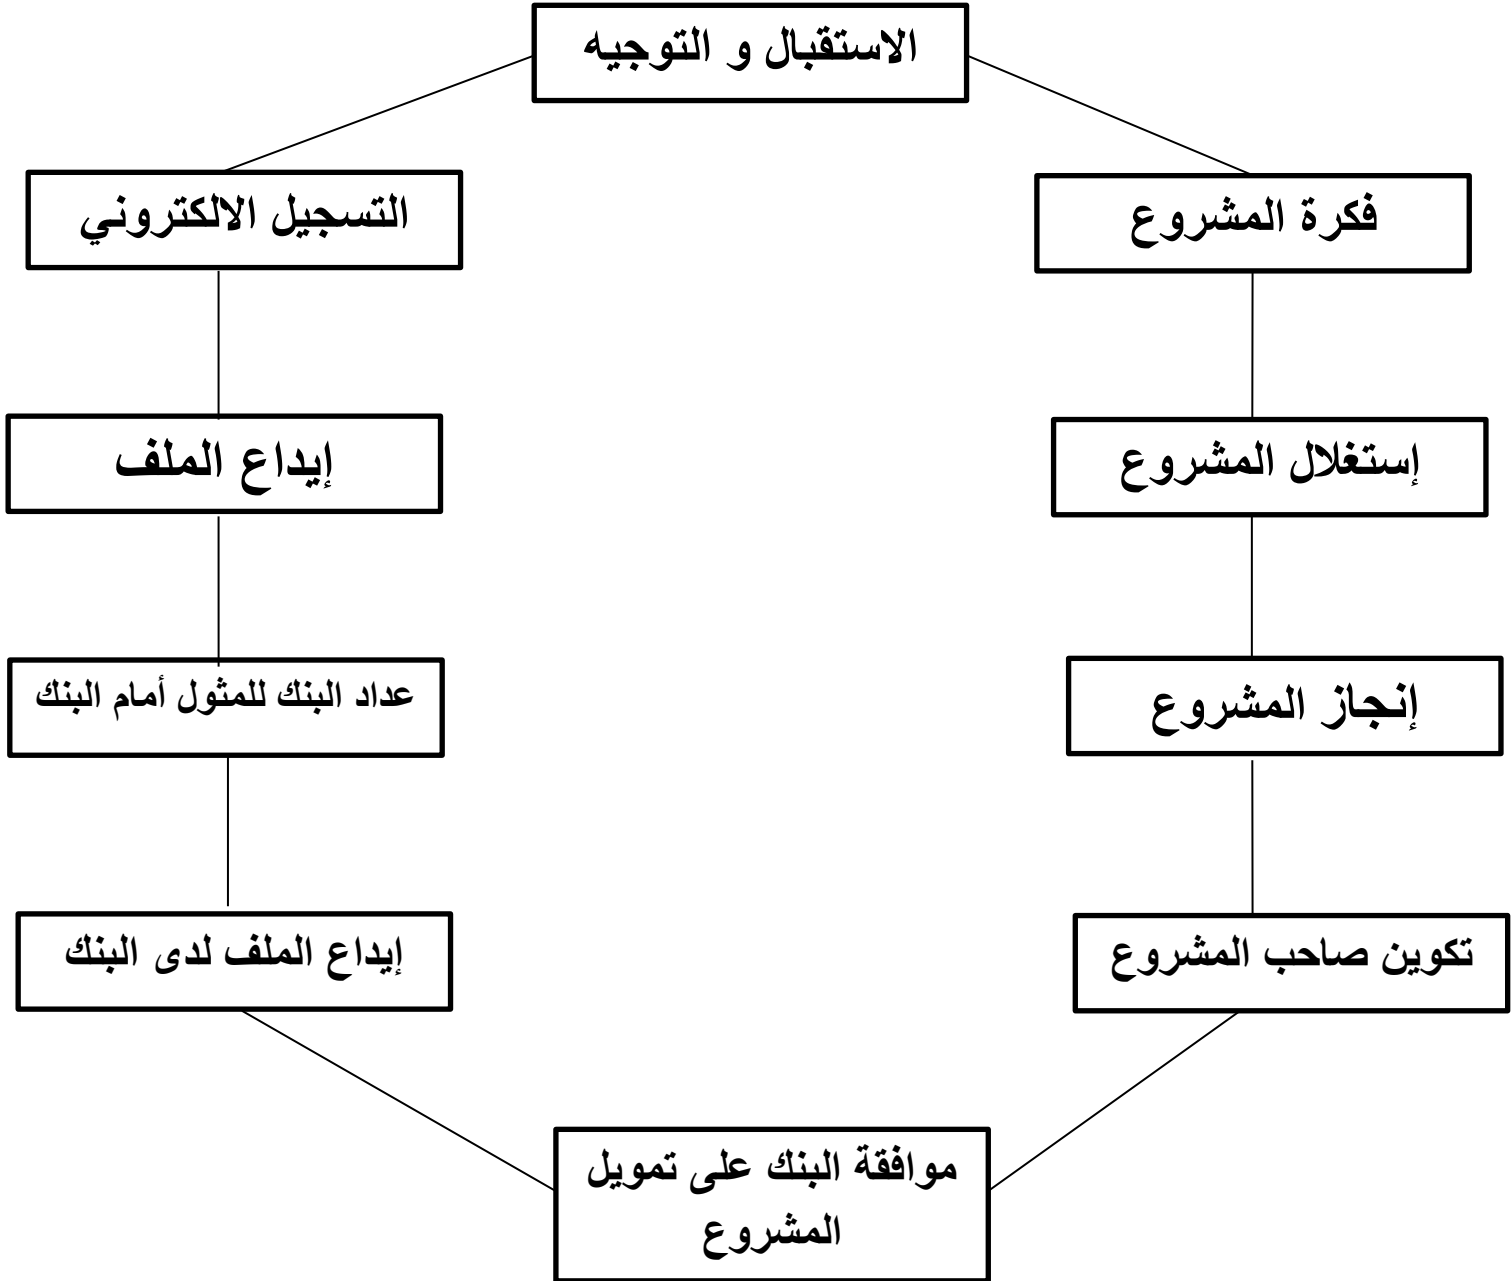 الاستقبال و التوجيه
فكرة المشروع
التسجيل الالكتروني
إستغلال المشروع
إيداع الملف
إنجاز المشروع
عداد البنك للمثول أمام البنك
تكوين صاحب المشروع
إيداع الملف لدى البنك
موافقة البنك على تمويل
المشروع